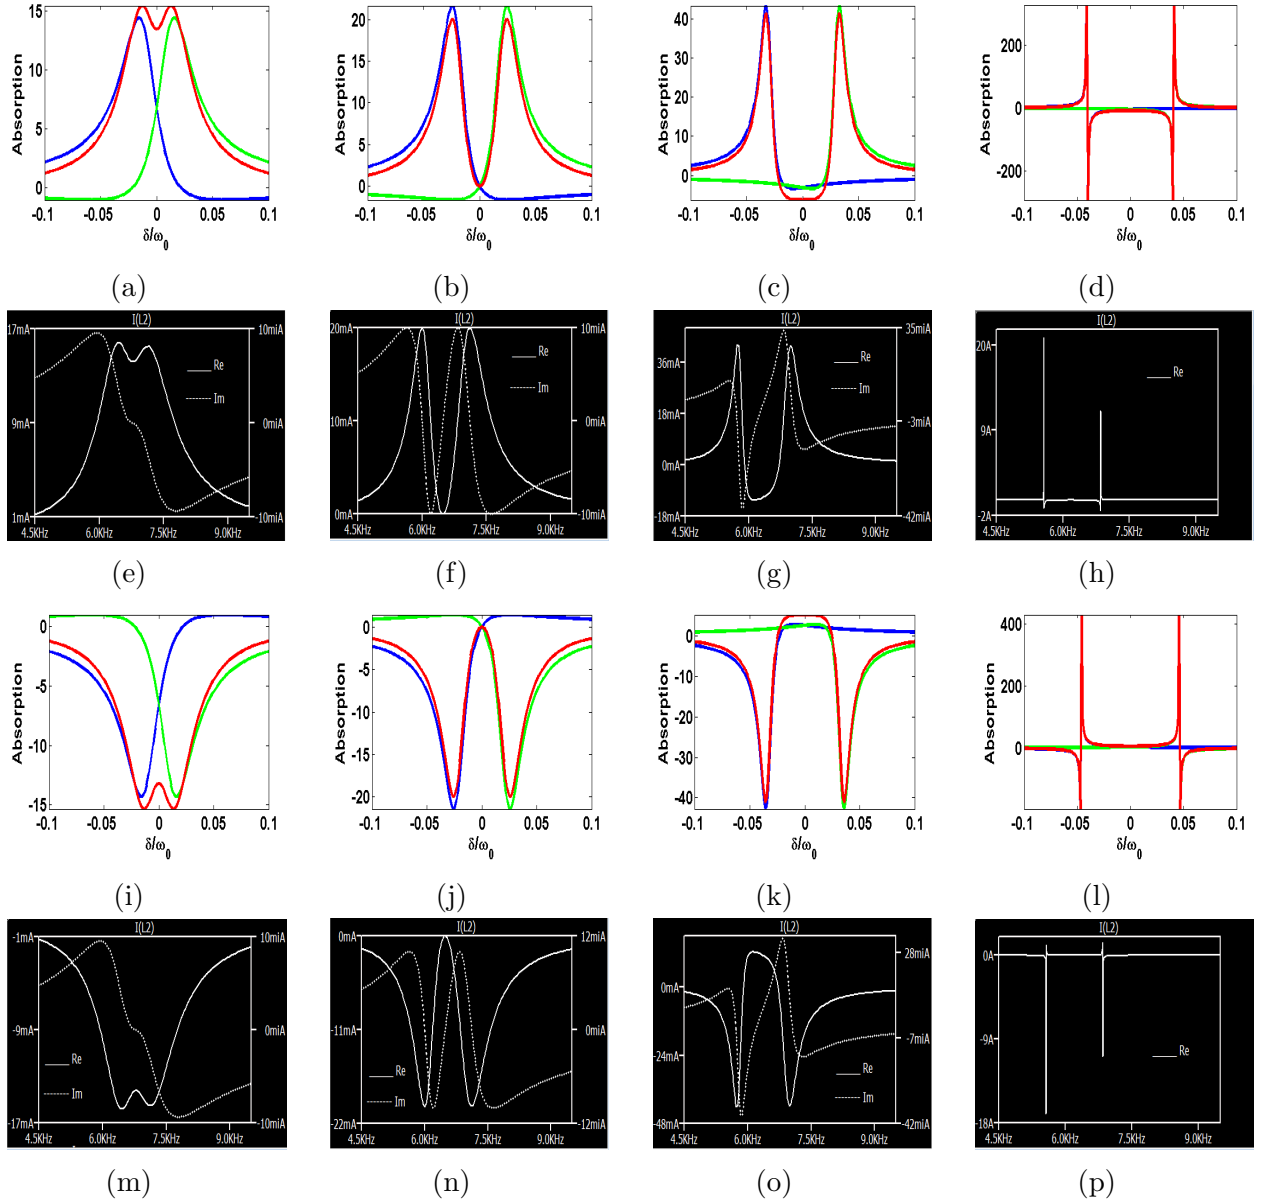 Absorption
15
10
5
0
-0.1 -0.05 0 0.05 0.1
δ/ω0
(a)
Absorption
20
15
10
5
0
-0.1 -0.05 0 0.05 0.1
δ/ω0
(b)
Absorption
40
30
20
10
0
-0.1 -0.05 0 0.05 0.1
δ/ω0
(c)
Absorption
200
0
-200
-0.1 -0.05 0 0.05 0.1
δ/ω0
(d)
I(L2)
17mA 10miA
Re
Im
9mA 0miA
1mA -10miA
4.5KHz 6.0KHz 7.5KHz 9.0KHz
(e)
I(L2)
20mA 10miA
Re
Im
10mA 0miA
0mA -10miA
4.5KHz 6.0KHz 7.5KHz 9.0KHz
(f)
I(L2)
35miA
36mA
Re
Im
18mA -3miA
0mA
-18mA -42miA
4.5KHz 6.0KHz 7.5KHz 9.0KHz
(g)
I(L2)
20A
Re
9A
-2A
4.5KHz 6.0KHz 7.5KHz 9.0KHz
(h)
Absorption
0
-5
-10
-15
-0.1 -0.05 0 0.05 0.1
δ/ω0
(i)
Absorption
0
-5
-10
-15
-20
-0.1 -0.05 0 0.05 0.1
δ/ω0
(j)
Absorption
0
-10
-20
-30
-40
-0.1 -0.05 0 0.05 0.1
δ/ω0
(k)
Absorption
400
200
0
-0.1 -0.05 0 0.05 0.1
δ/ω0
(l)
I(L2)
-1mA 10miA
-9mA 0miA
Re
Im
-17mA -10miA
4.5KHz 6.0KHz 7.5KHz 9.0KHz
(m)
I(L2)
0mA 12miA
-11mA 0miA
Re
Im
-22mA -12miA
4.5KHz 6.0KHz 7.5KHz 9.0KHz
(n)
I(L2)
28miA
0mA
-7miA
-24mA
Re
Im
-48mA -42miA
4.5KHz 6.0KHz 7.5KHz 9.0KHz
(o)
I(L2)
0A
-9A
Re
-18A
4.5KHz 6.0KHz 7.5KHz 9.0KHz
(p)